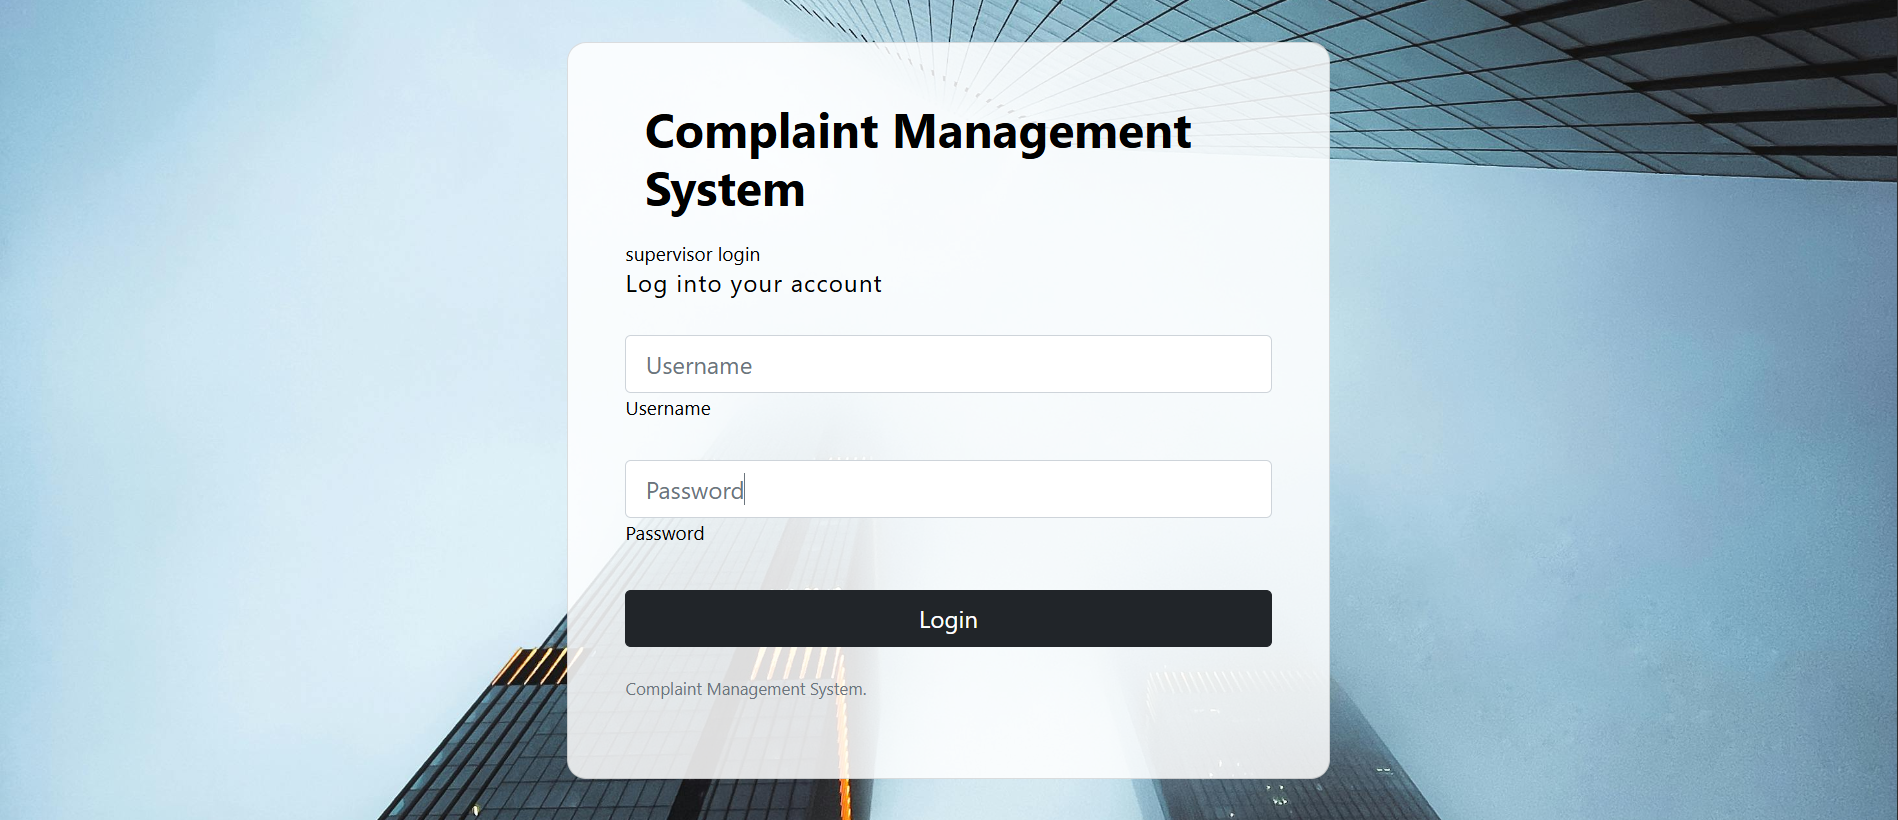 Complaint Management
System
supervisor login
Log into your account
Username
Username
Password
Password
Login
Complaint Management System.